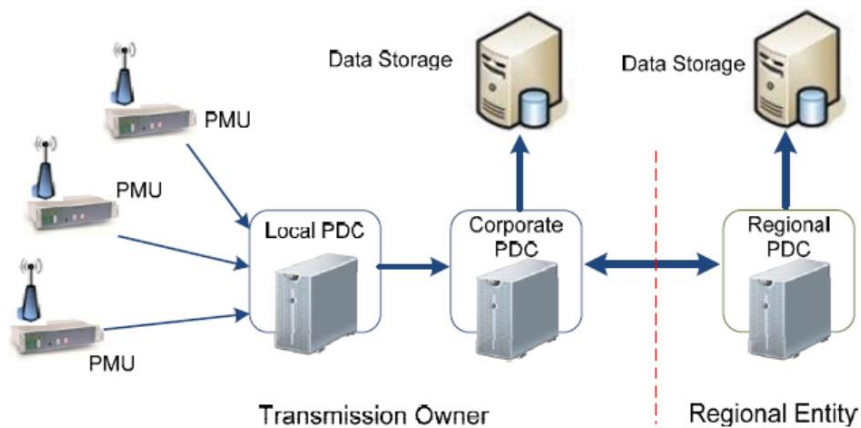 Data Storage
Data Storage
PMU
PMU
PMU
Local PDC
Corporate
PDC
Regional
PDC
Transmission Owner
Regional Entity